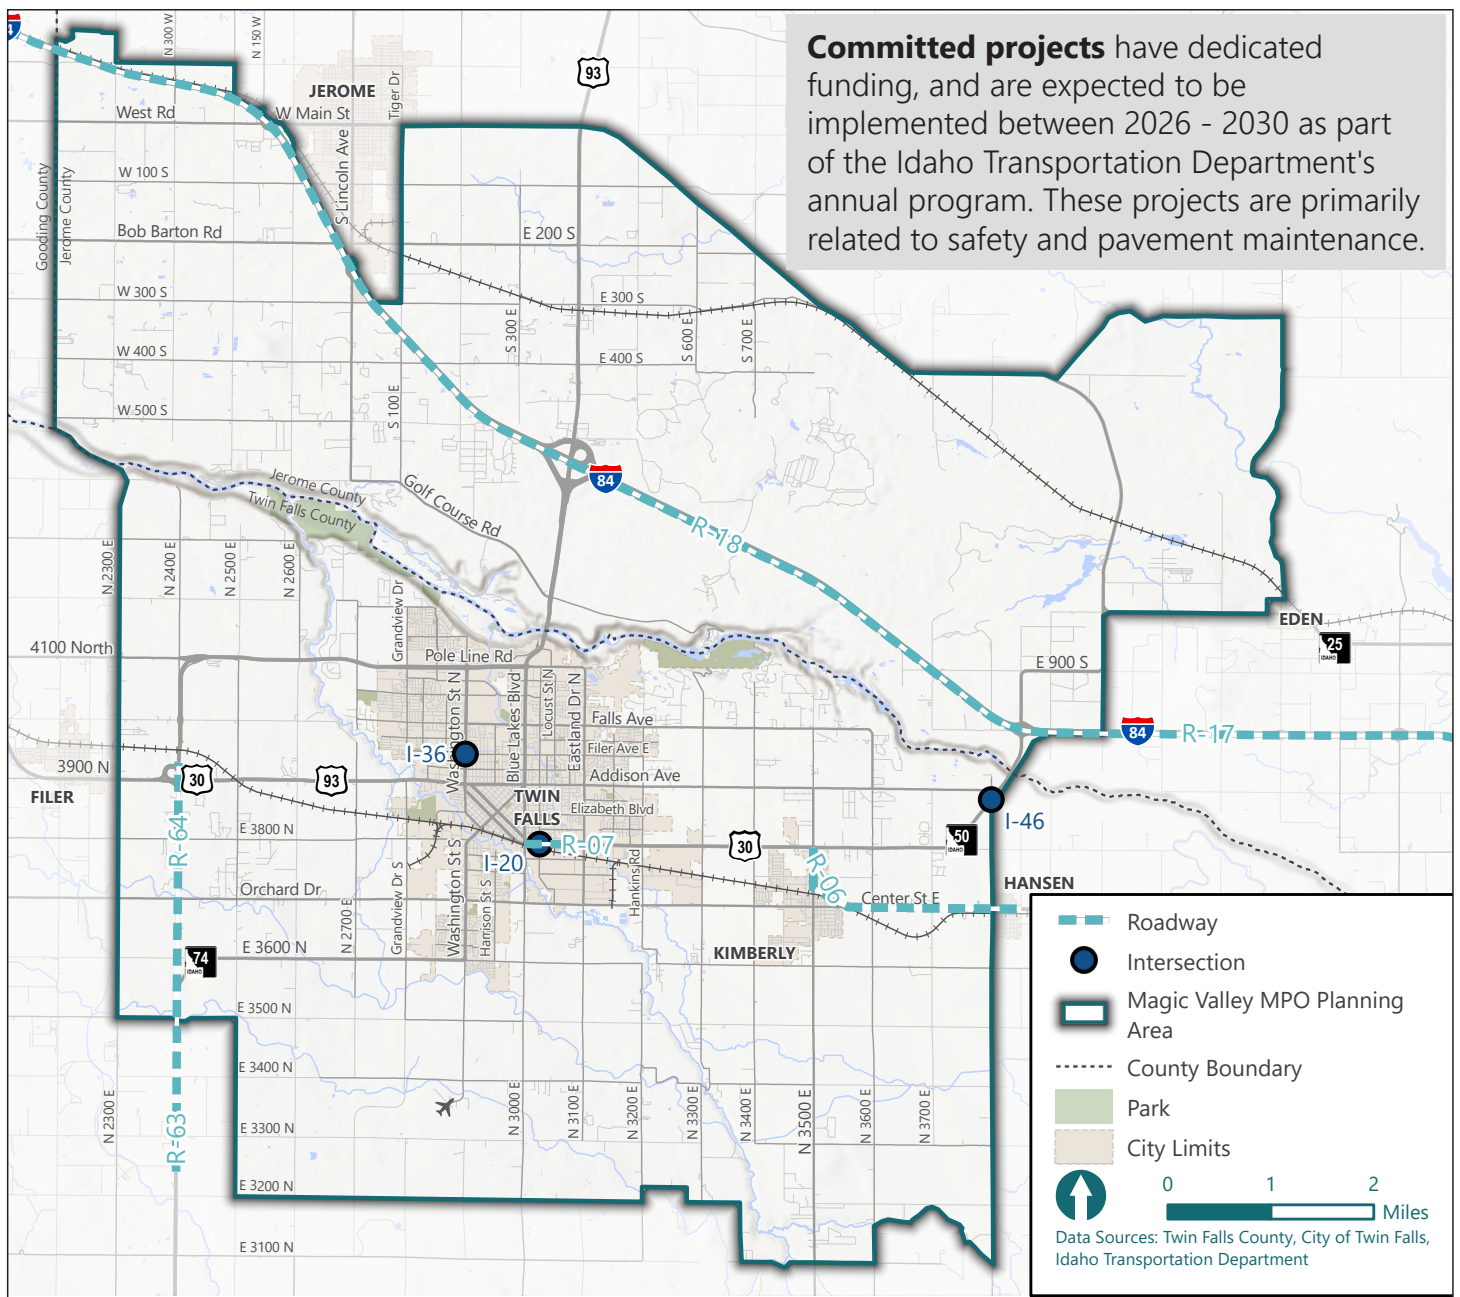 Committed projects have dedicated
funding, and are expected to be
implemented between 2026 - 2030 as part
of the Idaho Transportation Department's
annual program. These projects are primarily
related to safety and pavement maintenance.
4
N 300 W
N 150 W
93
JEROME
Tiger Dr
West Rd
W Main St
S Lincoln Ave
W 100 S
Gooding County
Jerome County
Bob Barton Rd
E 200 S
W 300 S
E 300 S
S 300 E
S 600 E
S 700 E
W 400 S
E 400 S
S 100 E
W 500 S
84
Jerome County
Twin Falls County
Golf Course Rd
R-18
N 2300 E
N 2400 E
N 2500 E
N 2600 E
Grandview Dr
4100 North
Pole Line Rd
EDEN
25
IDAHO
E 900 S
Washington St N
Blue Lakes Blvd
Locust St N
Eastland Dr N
Falls Ave
Filer Ave E
84
R-17
I-36
3900 N
30
93
Addison Ave
FILER
TWIN
FALLS
Elizabeth Blvd
I-46
E 3800 N
R-64
R-07
30
50
IDAHO
I-20
R-06
Orchard Dr
Grandview Dr S
Washington St S
Harrison St S
Hankins Rd
Center St E
HANSEN
N 2700 E
E 3600 N
74
IDAHO
KIMBERLY
E 3500 N
E 3400 N
N 2300 E
R-63
E 3300 N
N 3000 E
N 3100 E
N 3200 E
N 3300 E
N 3400 E
N 3500 E
N 3600 E
N 3700 E
E 3200 N
E 3100 N
Roadway
Intersection
Magic Valley MPO Planning
Area
County Boundary
Park
City Limits
0 1 2
Miles
Data Sources: Twin Falls County, City of Twin Falls,
Idaho Transportation Department